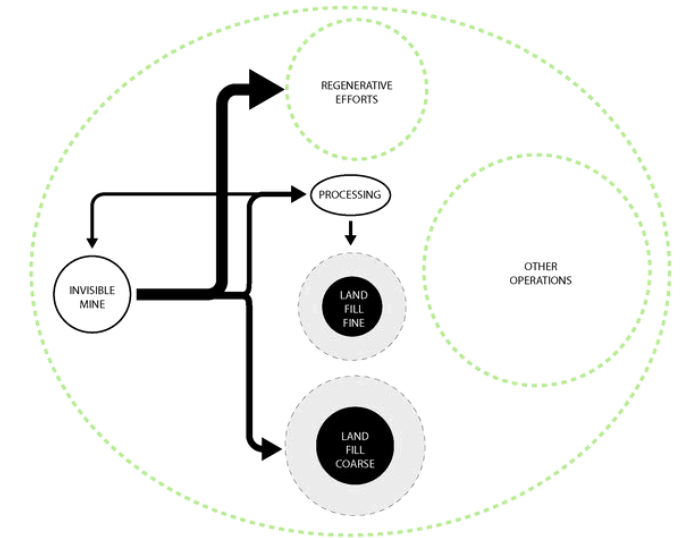 REGENERATIVE
EFFORTS
PROCESSING
INVISIBLE
MINE
LAND
FILL
FINE
OTHER
OPERATIONS
LAND
FILL
COARSE